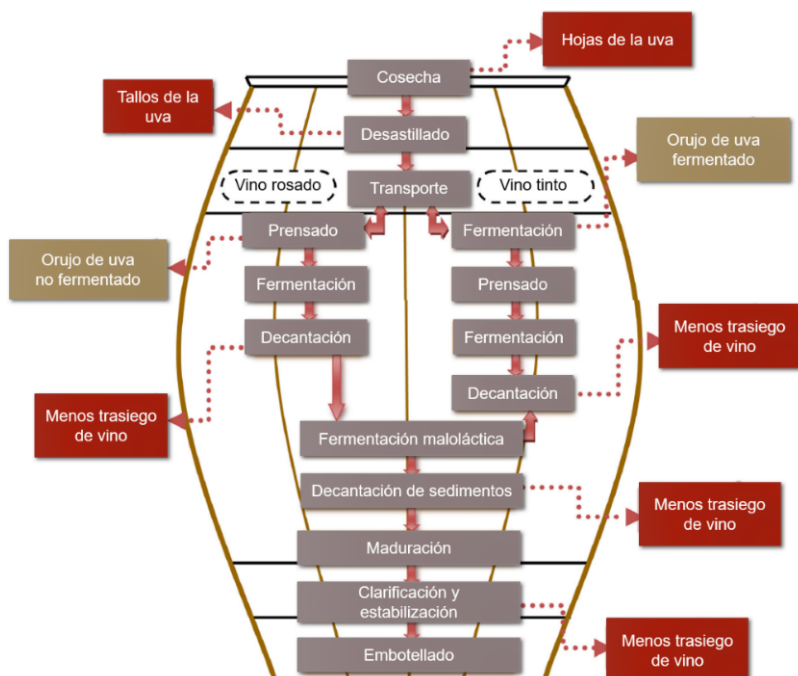 Hojas de la uva
Cosecha
Tallos de la
uva
Desastillado
Orujo de uva
fermentado
Vino rosado
Transporte
Vino tinto
Prensado
Fermentación
Orujo de uva
no fermentado
Fermentación
Prensado
Decantación
Fermentación
Menos trasiego
de vino
Decantación
Menos trasiego
de vino
Fermentación maloláctica
Decantación de sedimentos
Menos trasiego
de vino
Maduración
Clarificación y
estabilización
Menos trasiego
de vino
Embotellado